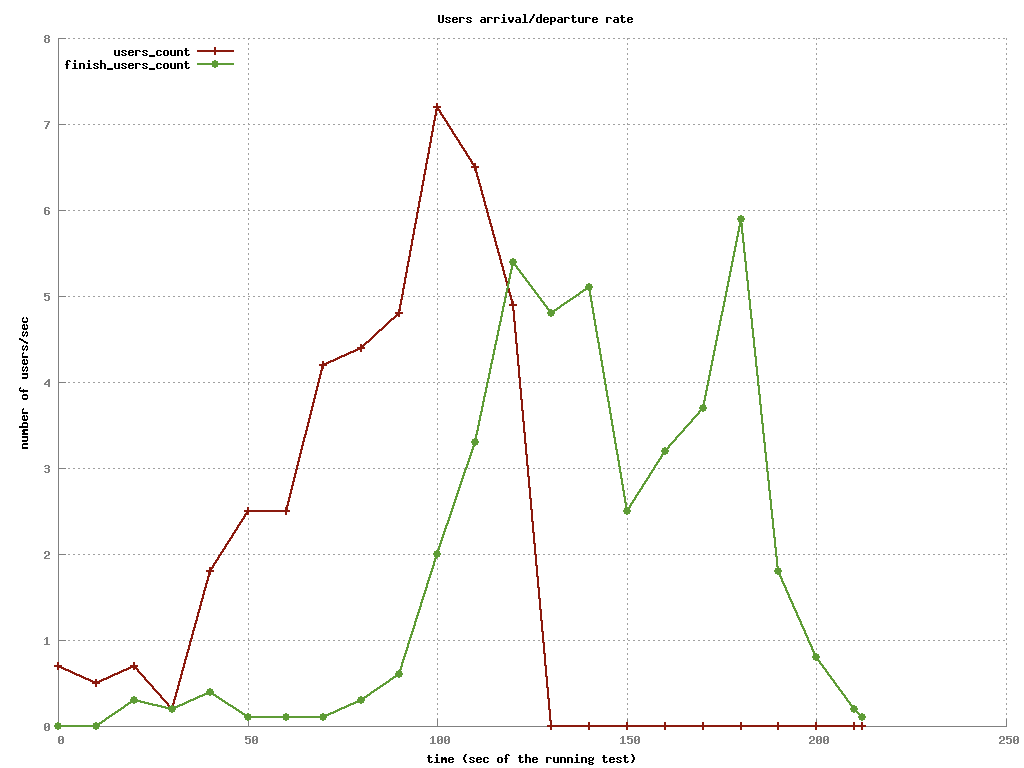 Users arrival/departure rate
users_count
finish_users_count
8
7
6
5
4
3
2
1
0
number of users/sec
0 50 100 150 200 250
time (sec of the running test)